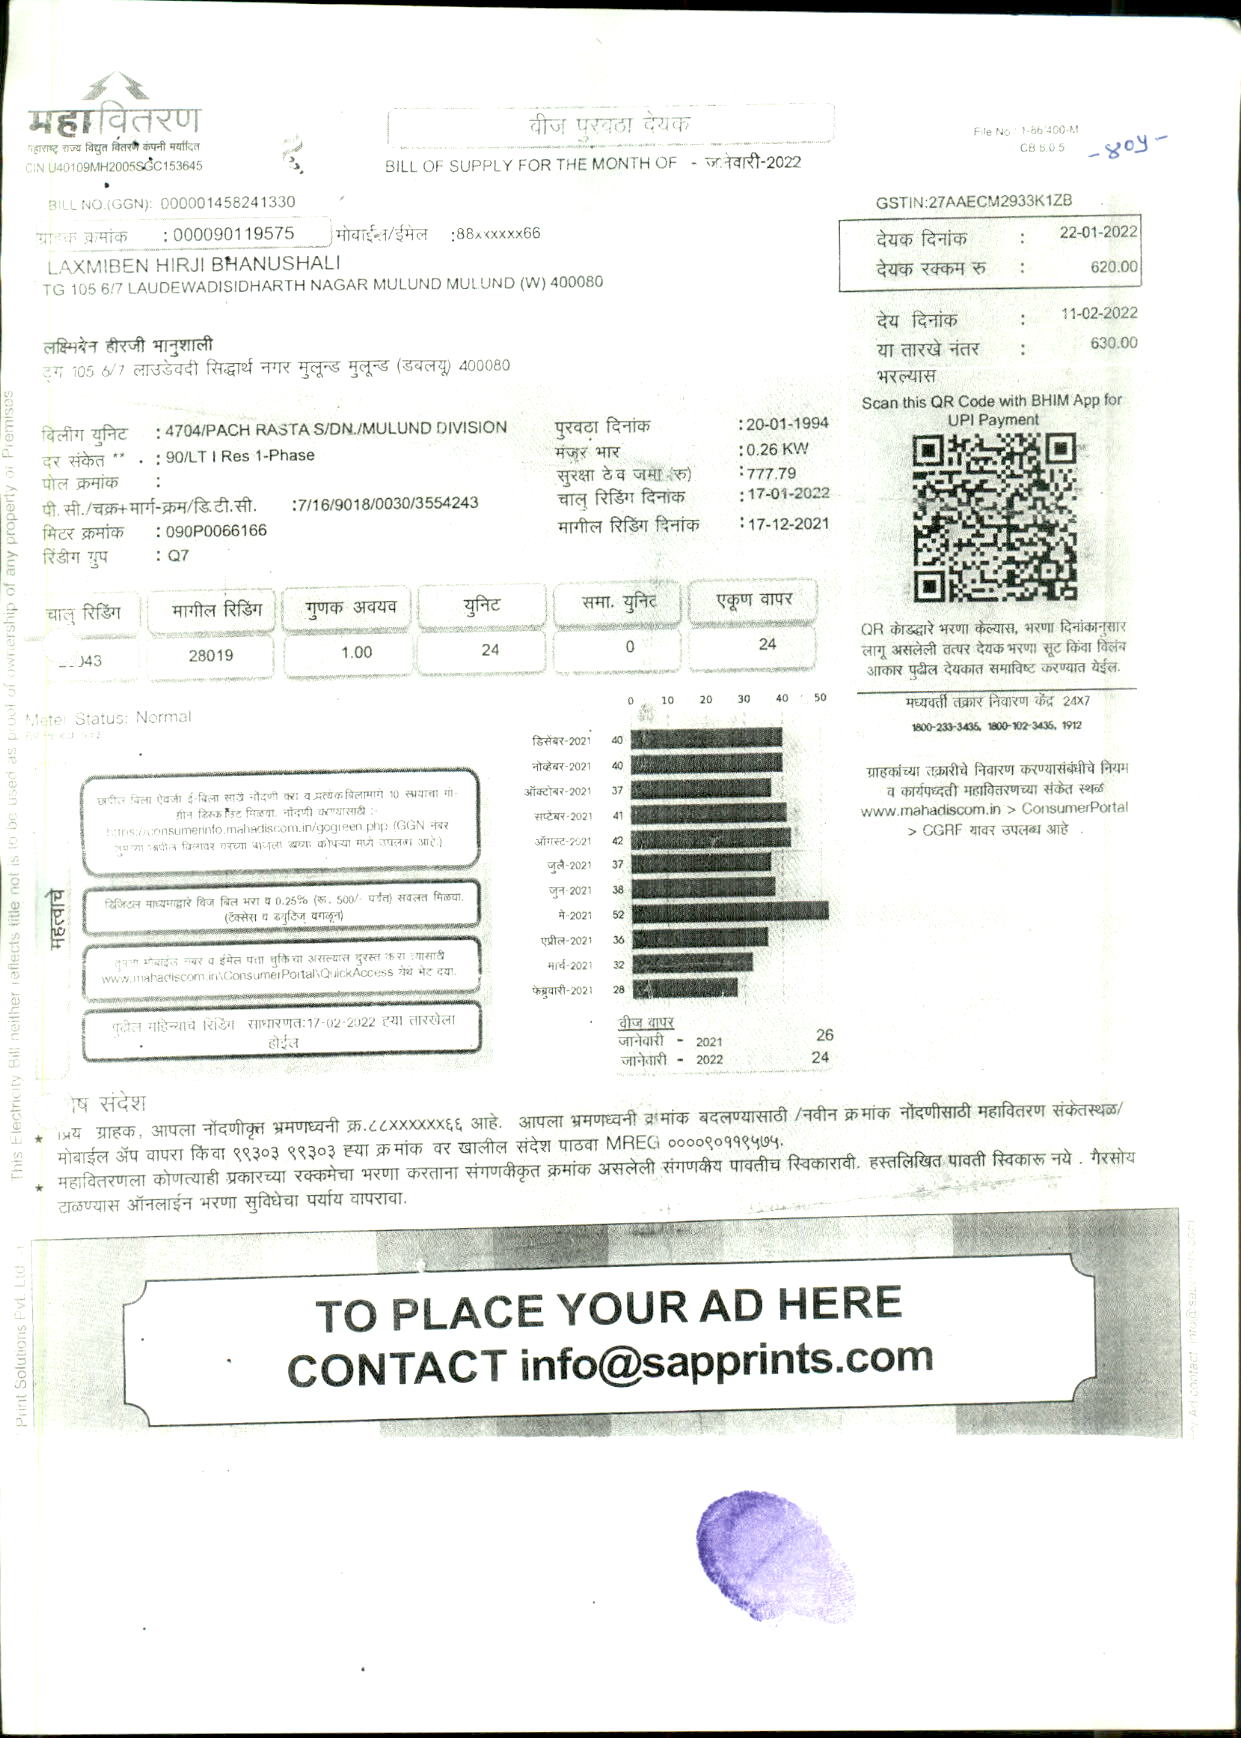 महावितरण
महाराष्ट्र राज्य विद्युत वितरण कंपनी मर्यादित
CIN U40109MH2005SGC153645
वीज पुरवठा देयक
BILL OF SUPPLY FOR THE MONTH OF - जानेवारी-2022
File No : 1-86 400-M
CB 6.0.5
-४०५-
BILL NO.(GGN): 000001458241330
GSTIN:27AAECM2933K1ZB
ग्राहक क्रमांक : 000090119575 मोबाईल/ईमेल :88xxxxxx66
देयक दिनांक : 22-01-2022
देयक रक्कम रु : 620.00
LAXMIBEN HIRJI BHANUSHALI
TG 105 6/7 LAUDEWADISIDHARTH NAGAR MULUND MULUND (W) 400080
देय दिनांक : 11-02-2022
या तारखे नंतर : 630.00
भरल्यास
लक्ष्मिबेन हीरजी भानुशाली
105 6/7 लाउडेवदी सिद्धार्थ नगर मुलून्ड मुलून्ड (डबलयू) 400080
Scan this QR Code with BHIM App for
UPI Payment
बिलींग युनिट : 4704/PACH RASTA S/DN./MULUND DIVISION
दर संकेत ** : 90/LT I Res 1-Phase
पोल क्रमांक :
पी.सी./चक्र+मार्ग-क्रम/डि.टी.सी. :7/16/9018/0030/3554243
मिटर क्रमांक : 090P0066166
रिडींग ग्रुप : Q7
पुरवठा दिनांक : 20-01-1994
मंजुर भार : 0.26 KW
सुरक्षा ठेव जमा (रु) : 777.79
चालु रिडिंग दिनांक : 17-01-2022
मागील रिडिंग दिनांक : 17-12-2021
चालु रिडिंग मागील रिडिंग गुणक अवयव युनिट समा. युनिट एकूण वापर
043 28019 1.00 24 0 24
QR कोडद्वारे भरणा केल्यास, भरणा दिनांकानुसार
लागू असलेली तत्पर देयक भरणा सूट किंवा विलंब
आकार पुढील देयकात समाविष्ट करण्यात येईल.
मध्यवर्ती तक्रार निवारण केंद्र 24X7
1800-233-3435, 1800-102-3435, 1912
ग्राहकांच्या तक्रारीचे निवारण करण्यासंबंधीचे नियम
व कार्यपध्दती महावितरणच्या संकेत स्थळ
www.mahadiscom.in > ConsumerPortal
> CGRF यावर उपलब्ध आहे
Meter Status: Normal
0 10 20 30 40 50
डिसेंबर-2021 40
नोव्हेंबर-2021 40
ऑक्टोबर-2021 37
सप्टेंबर-2021 41
ऑगस्ट-2021 42
जुलै-2021 37
जुन-2021 38
मे-2021 52
एप्रील-2021 36
मार्च-2021 32
फेब्रुवारी-2021 28
वीज वापर
जानेवारी - 2021 26
जानेवारी - 2022 24
महत्वाचे
छापील बिला ऐवजी ई-बिला साठी नोंदणी करा व प्रत्येक बिलामागे 10 रूपयाचा गो-
ग्रीन डिस्काउंट मिळवा. नोंदणी करण्यासाठी :-
https://consumerinfo.mahadiscom.in/gogreen.php (GGN नंबर
डिजिटल माध्यमाद्वारे विज बिल भरा व 0.25% (रू. 500/- पर्यंत) सवलत मिळवा.
(टॅक्सेस व ड्युटिज वगळून)
मोबाईल नंबर व ईमेल पत्ता चुकिचा असल्यास दुरुस्त करा त्यासाठी
www.mahadiscom.in\ConsumerPortal\QuickAccess येथे भेट दया.
पुढील महिन्याचे रिडिंग साधारणत:17-02-2022 ह्या तारखेला
होईल
संदेश
★ प्रिय ग्राहक, आपला नोंदणीकृत भ्रमणध्वनी क्र.८८XXXXXX६६ आहे. आपला भ्रमणध्वनी क्रमांक बदलण्यासाठी /नवीन क्रमांक नोंदणीसाठी महावितरण संकेतस्थळ/
मोबाईल ॲप वापरा किंवा ९९३०३ ९९३०३ ह्या क्रमांक वर खालील संदेश पाठवा MREG ००००९०११९५७५.
★ महावितरणला कोणत्याही प्रकारच्या रक्कमेचा भरणा करताना संगणकीकृत क्रमांक असलेली संगणकीय पावतीच स्विकारावी. हस्तलिखित पावती स्विकारू नये . गैरसोय
टाळण्यास ऑनलाईन भरणा सुविधेचा पर्याय वापरावा.
TO PLACE YOUR AD HERE
CONTACT info@sapprints.com
This Electricity Bill neither reflects title not is to be used as proof of ownership of any property or Premises
Print Solutions Pvt. Ltd